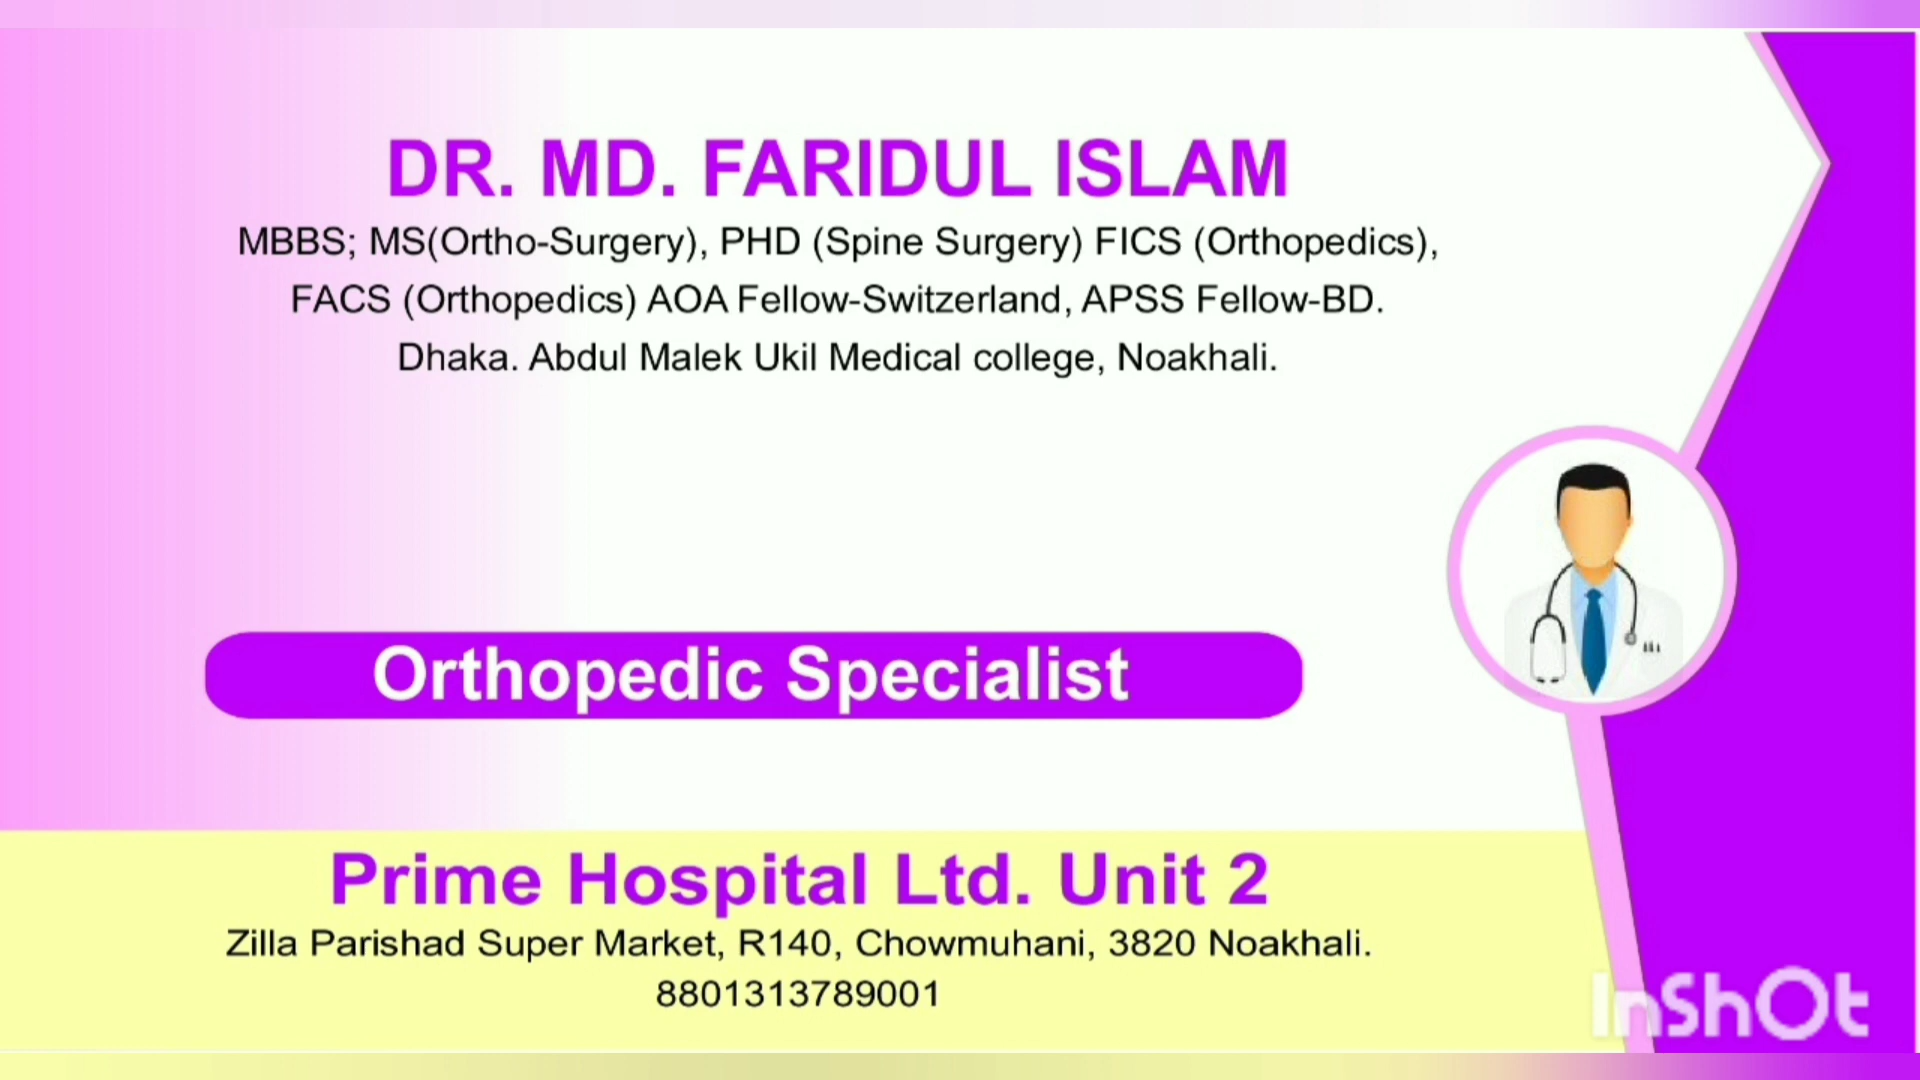 DR. MD. FARIDUL ISLAM
MBBS; MS(Ortho-Surgery), PHD (Spine Surgery) FICS (Orthopedics),
FACS (Orthopedics) AOA Fellow-Switzerland, APSS Fellow-BD.
Dhaka. Abdul Malek Ukil Medical college, Noakhali.
Orthopedic Specialist
Prime Hospital Ltd. Unit 2
Zilla Parishad Super Market, R140, Chowmuhani, 3820 Noakhali.
8801313789001
InShOt